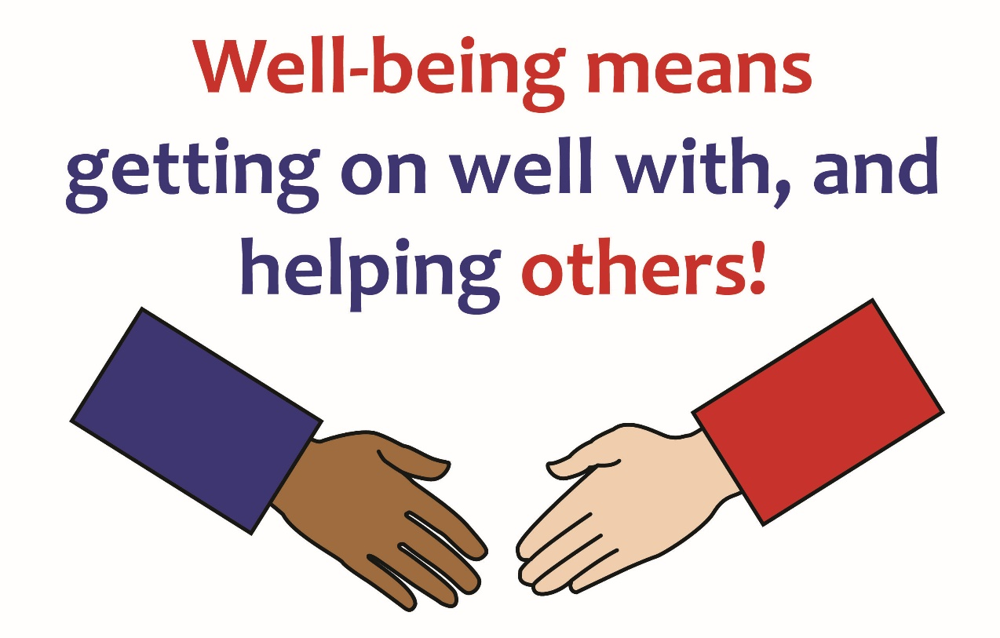 Well-being means
getting on well with, and
helping others!